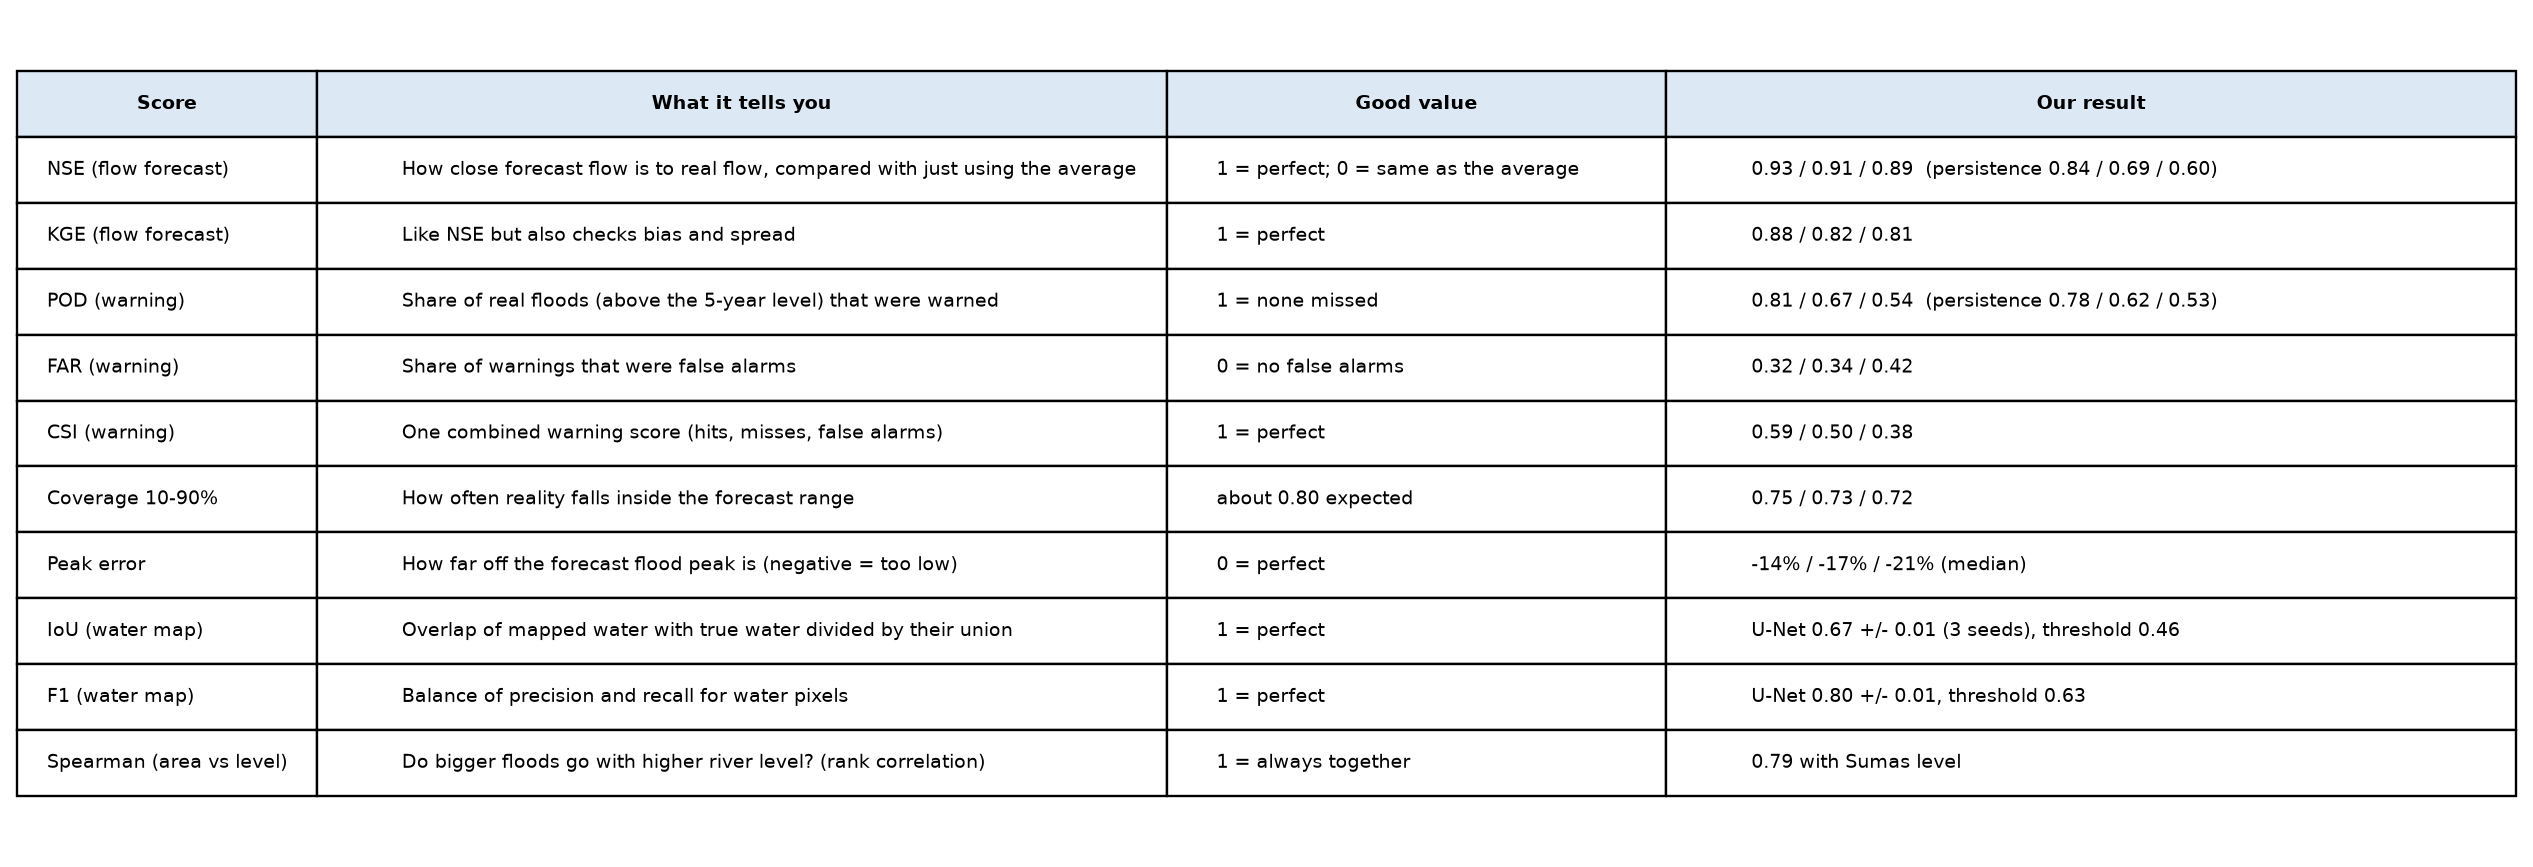 Score What it tells you Good value Our result
NSE (flow forecast) How close forecast flow is to real flow, compared with just using the average 1 = perfect; 0 = same as the average 0.93 / 0.91 / 0.89 (persistence 0.84 / 0.69 / 0.60)
KGE (flow forecast) Like NSE but also checks bias and spread 1 = perfect 0.88 / 0.82 / 0.81
POD (warning) Share of real floods (above the 5-year level) that were warned 1 = none missed 0.81 / 0.67 / 0.54 (persistence 0.78 / 0.62 / 0.53)
FAR (warning) Share of warnings that were false alarms 0 = no false alarms 0.32 / 0.34 / 0.42
CSI (warning) One combined warning score (hits, misses, false alarms) 1 = perfect 0.59 / 0.50 / 0.38
Coverage 10-90% How often reality falls inside the forecast range about 0.80 expected 0.75 / 0.73 / 0.72
Peak error How far off the forecast flood peak is (negative = too low) 0 = perfect -14% / -17% / -21% (median)
IoU (water map) Overlap of mapped water with true water divided by their union 1 = perfect U-Net 0.67 +/- 0.01 (3 seeds), threshold 0.46
F1 (water map) Balance of precision and recall for water pixels 1 = perfect U-Net 0.80 +/- 0.01, threshold 0.63
Spearman (area vs level) Do bigger floods go with higher river level? (rank correlation) 1 = always together 0.79 with Sumas level